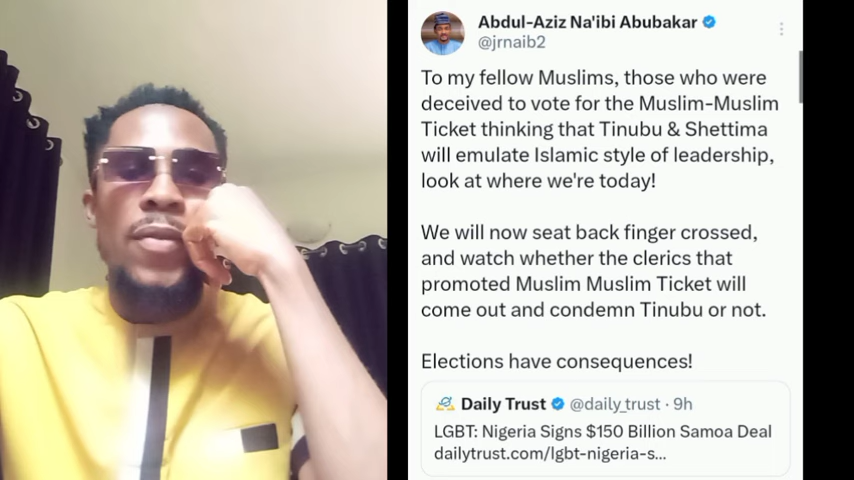 Abdul-Aziz Na'ibi Abubakar
@jrnaib2
To my fellow Muslims, those who were
deceived to vote for the Muslim-Muslim
Ticket thinking that Tinubu & Shettima
will emulate Islamic style of leadership,
look at where we're today!
We will now seat back finger crossed,
and watch whether the clerics that
promoted Muslim Muslim Ticket will
come out and condemn Tinubu or not.
Elections have consequences!
Daily Trust @daily_trust · 9h
LGBT: Nigeria Signs $150 Billion Samoa Deal
dailytrust.com/lgbt-nigeria-s...